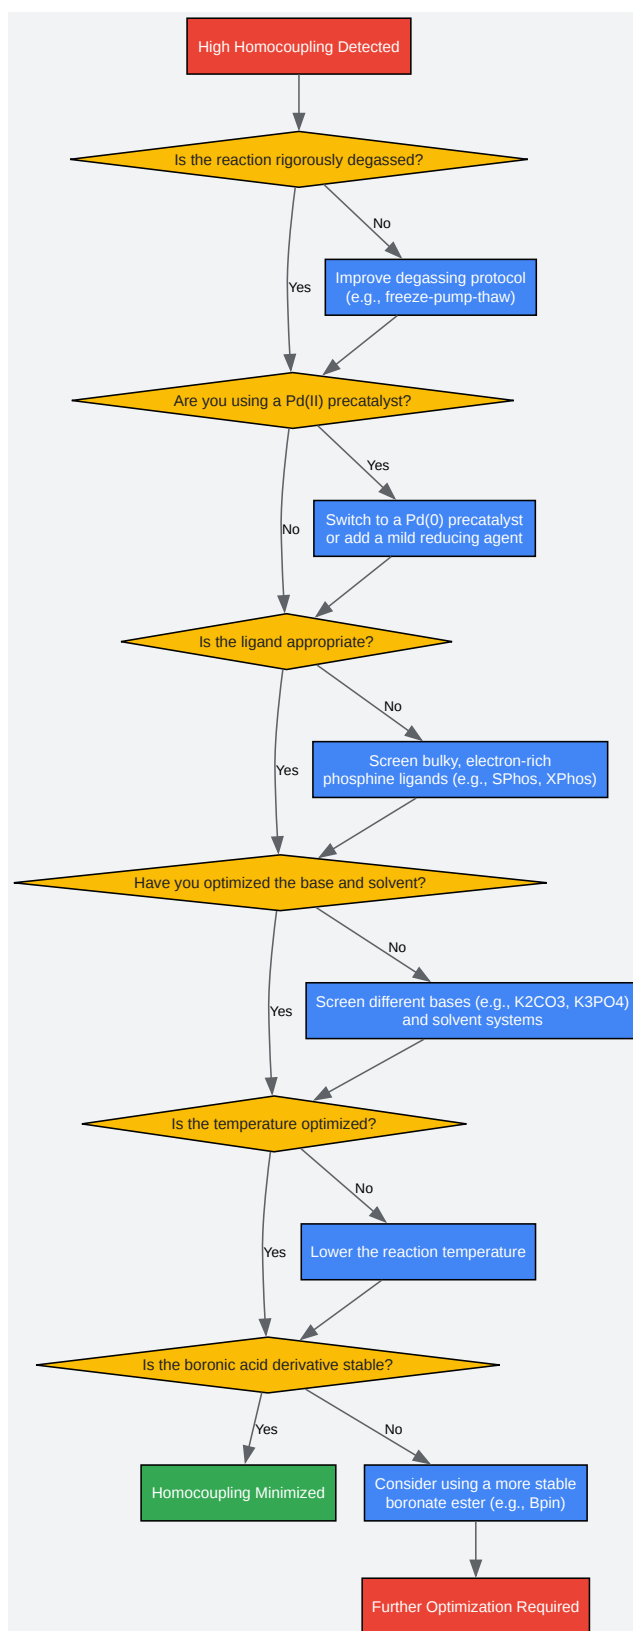 High Homocoupling Detected
Is the reaction rigorously degassed?
No
Improve degassing protocol
(e.g., freeze-pump-thaw)
Yes
Are you using a Pd(II) precatalyst?
Yes
Switch to a Pd(0) precatalyst
or add a mild reducing agent
No
Is the ligand appropriate?
No
Screen bulky, electron-rich
phosphine ligands (e.g., SPhos, XPhos)
Yes
Have you optimized the base and solvent?
No
Screen different bases (e.g., K2CO3, K3PO4)
and solvent systems
Yes
Is the temperature optimized?
No
Lower the reaction temperature
Yes
Is the boronic acid derivative stable?
Yes
No
Homocoupling Minimized
Consider using a more stable
boronate ester (e.g., Bpin)
Further Optimization Required